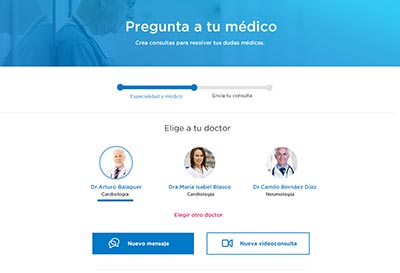 Pregunta a tu médico
Crea consultas para resolver tus dudas médicas.
Especialidad y médico
Envía tu consulta
Elige a tu doctor
Dr.Arturo Balaguer
Cardiología
Dra.María Isabel Blasco
Cardiología
Dr.Camilo Bernáez Díaz
Neumología
Elegir otro doctor
Nuevo mensaje
Nueva videoconsulta